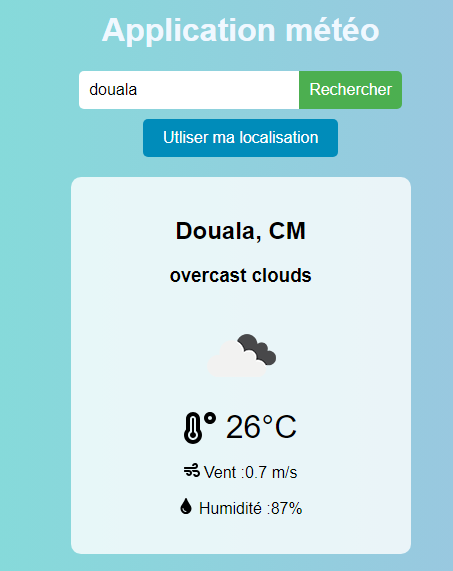 Application météo
douala
Rechercher
Utliser ma localisation
Douala, CM
overcast clouds
26°C
Vent :0.7 m/s
Humidité :87%